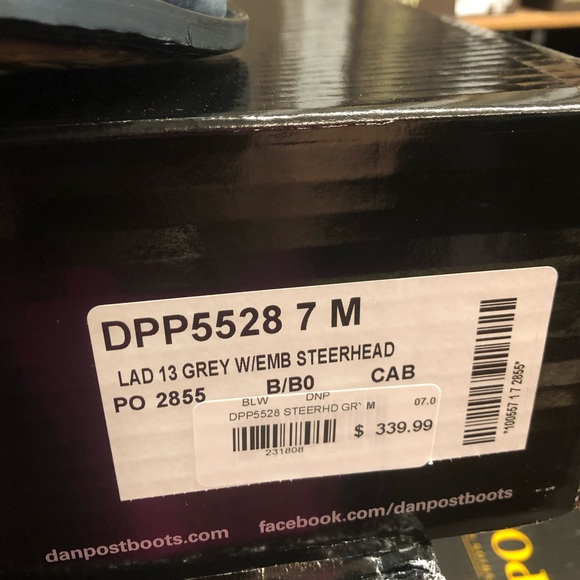 DPP5528 7 M
LAD 13 GREY W/EMB STEERHEAD
PO 2855 B/B0 CAB
BLW DNP
DPP5528 STEERHD GR M 07.0
$ 339.99
231808
*100557 1 7 2855*
danpostboots.com facebook.com/danpostboots
PO